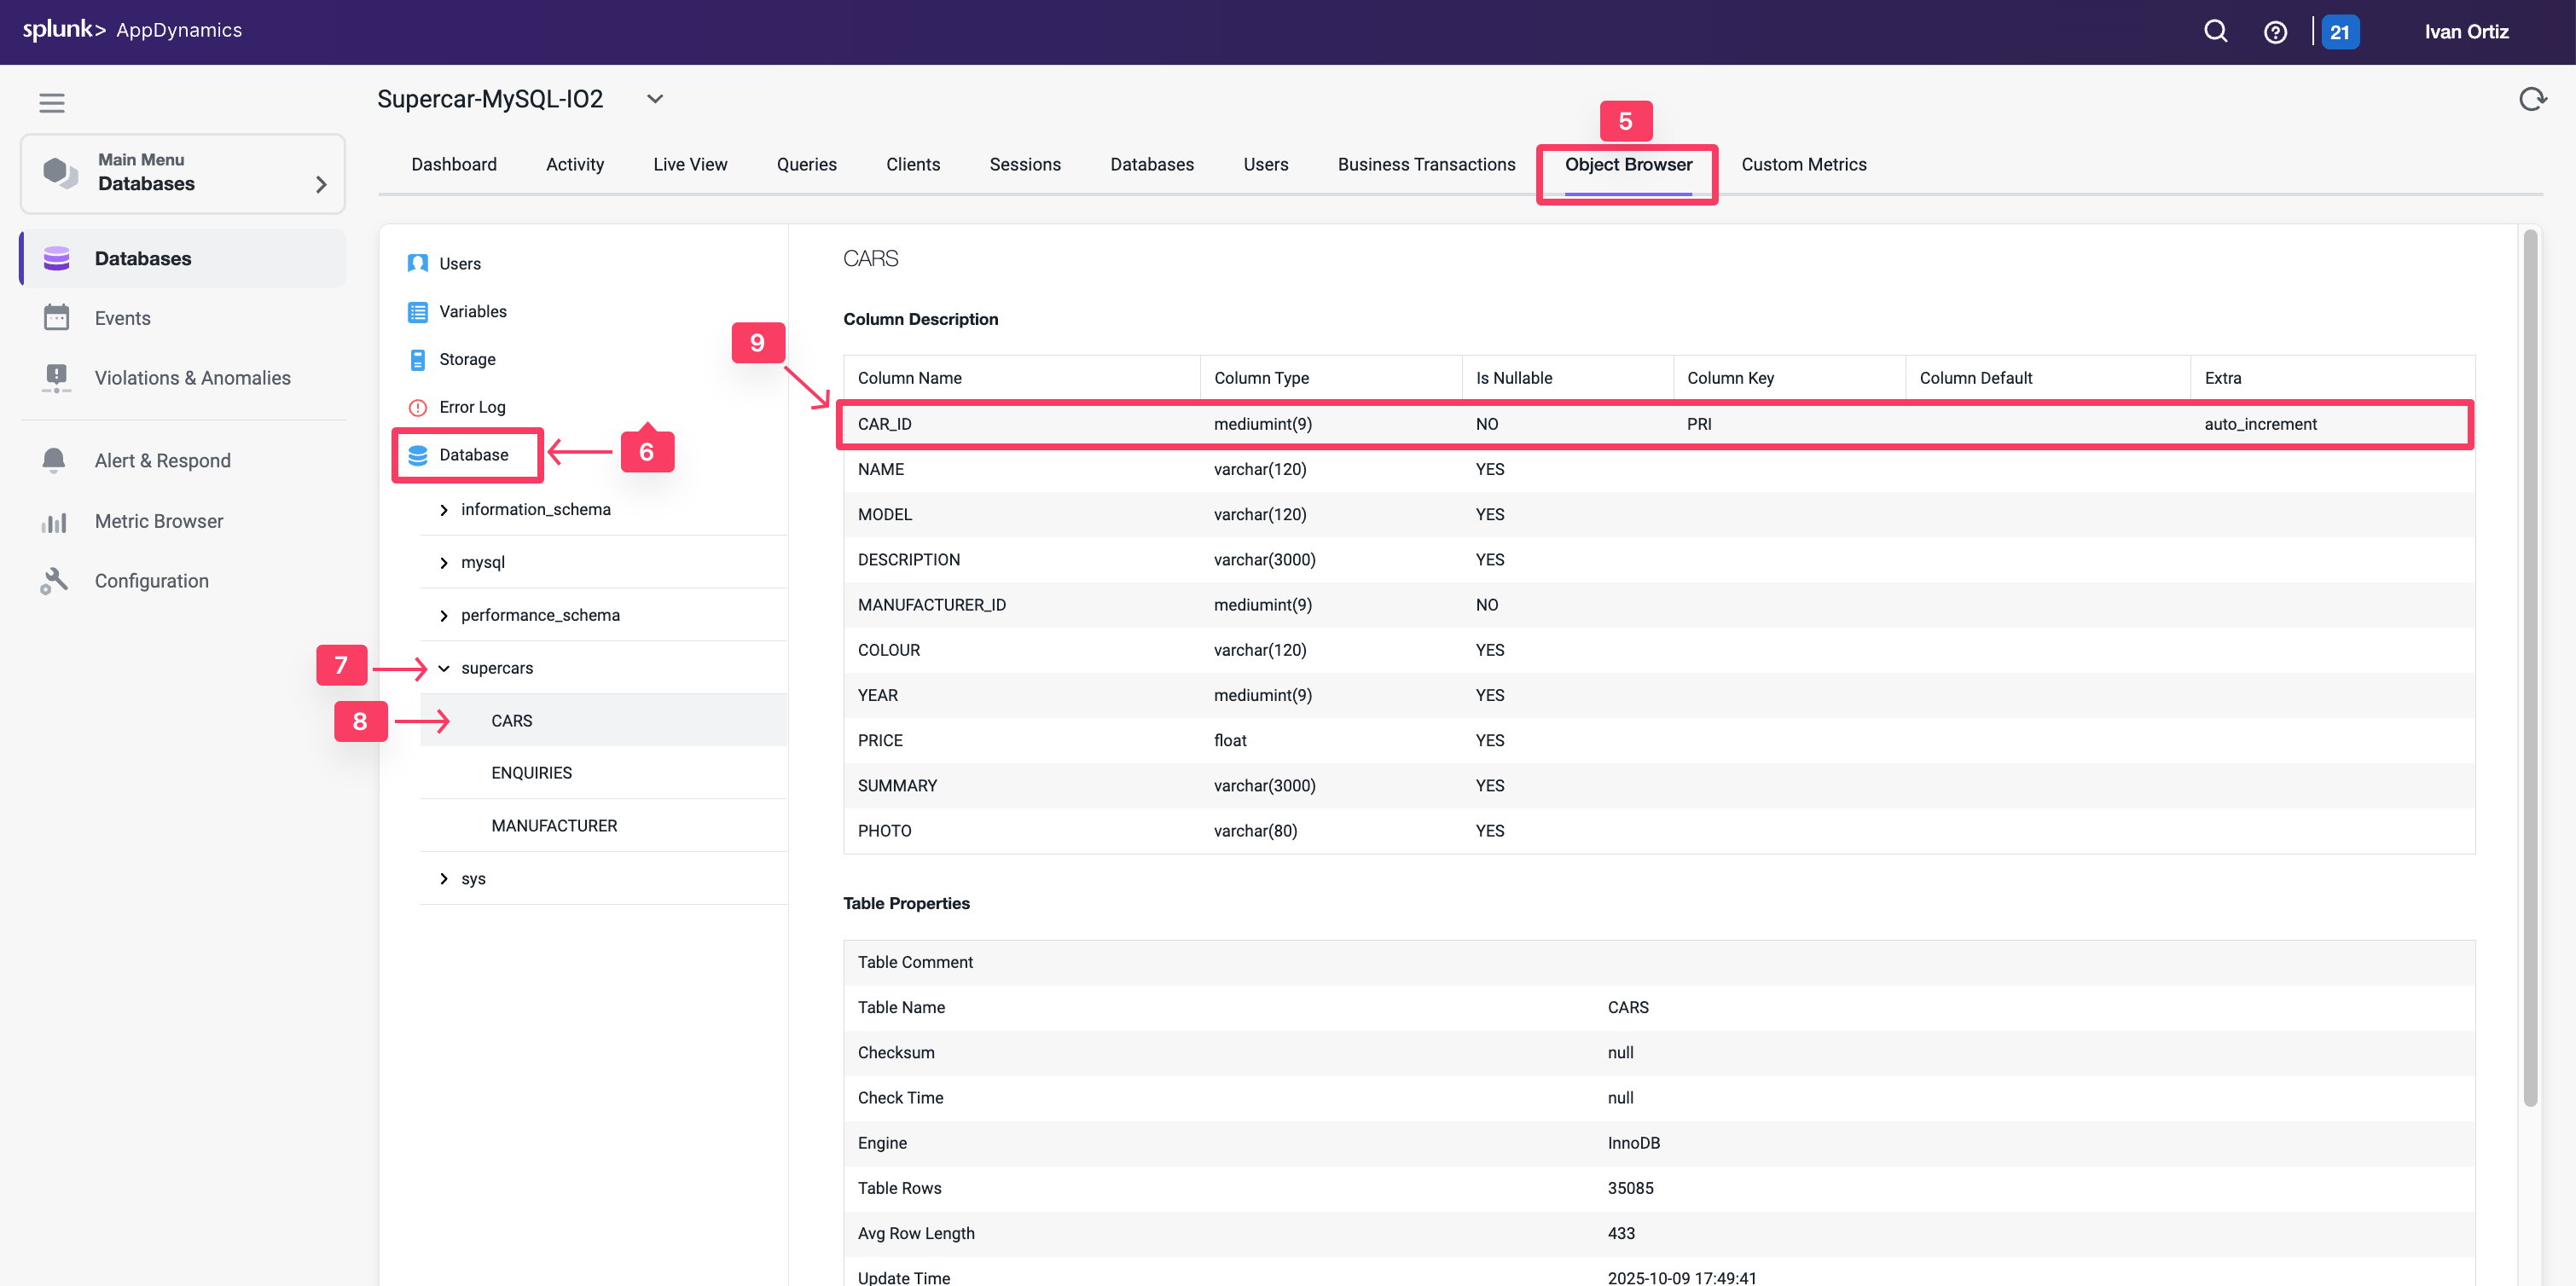 splunk> AppDynamics
21
Ivan Ortiz
Main Menu
Databases
Databases
Events
Violations & Anomalies
Alert & Respond
Metric Browser
Configuration
Supercar-MySQL-IO2
5
Dashboard Activity Live View Queries Clients Sessions Databases Users Business Transactions Object Browser Custom Metrics
Users
Variables
Storage
Error Log
Database
6
information_schema
mysql
performance_schema
7
supercars
8
CARS
ENQUIRIES
MANUFACTURER
sys
CARS
Column Description
9
Column Name Column Type Is Nullable Column Key Column Default Extra
CAR_ID mediumint(9) NO PRI auto_increment
NAME varchar(120) YES
MODEL varchar(120) YES
DESCRIPTION varchar(3000) YES
MANUFACTURER_ID mediumint(9) NO
COLOUR varchar(120) YES
YEAR mediumint(9) YES
PRICE float YES
SUMMARY varchar(3000) YES
PHOTO varchar(80) YES
Table Properties
Table Comment
Table Name CARS
Checksum null
Check Time null
Engine InnoDB
Table Rows 35085
Avg Row Length 433
Update Time 2025-10-09 17:49:41